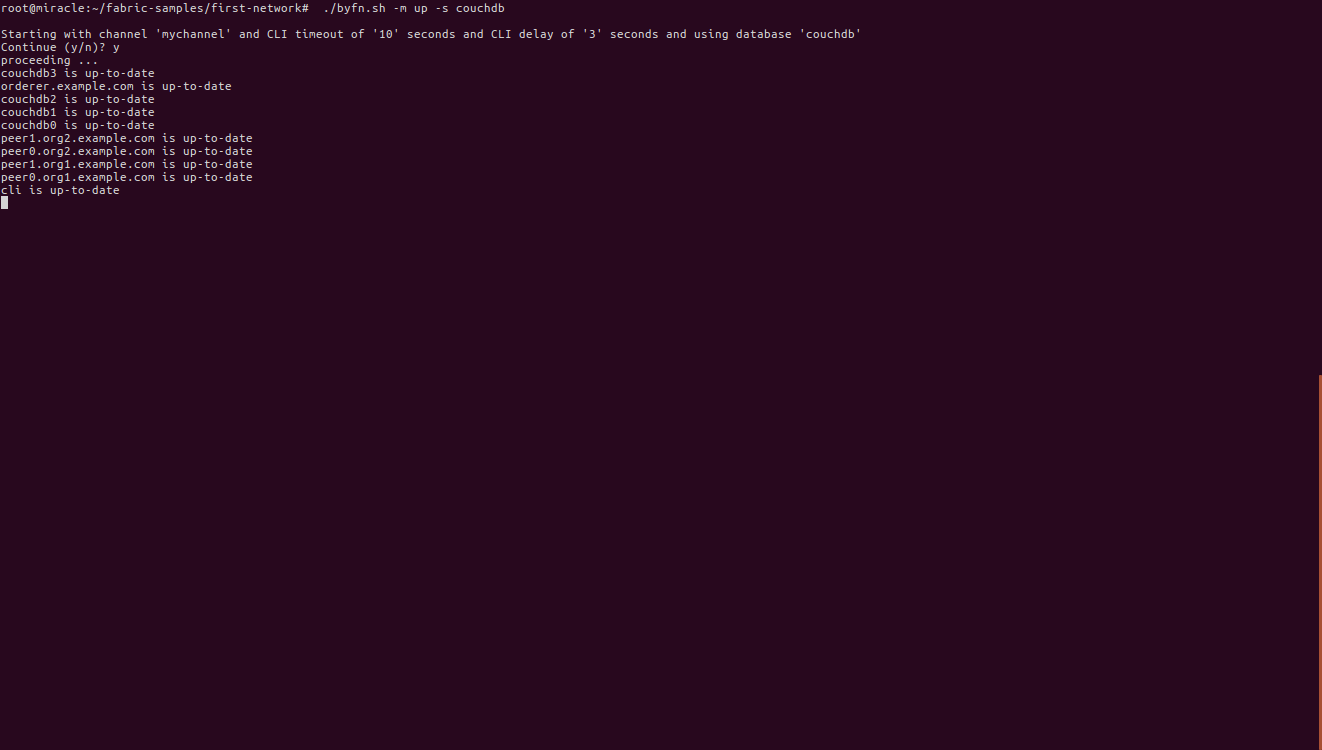 root@miracle:~/fabric-samples/first-network#  ./byfn.sh -m up -s couchdb
Starting with channel 'mychannel' and CLI timeout of '10' seconds and CLI delay of '3' seconds and using database 'couchdb'
Continue (y/n)? y
proceeding ...
couchdb3 is up-to-date
orderer.example.com is up-to-date
couchdb2 is up-to-date
couchdb1 is up-to-date
couchdb0 is up-to-date
peer1.org2.example.com is up-to-date
peer0.org2.example.com is up-to-date
peer1.org1.example.com is up-to-date
peer0.org1.example.com is up-to-date
cli is up-to-date